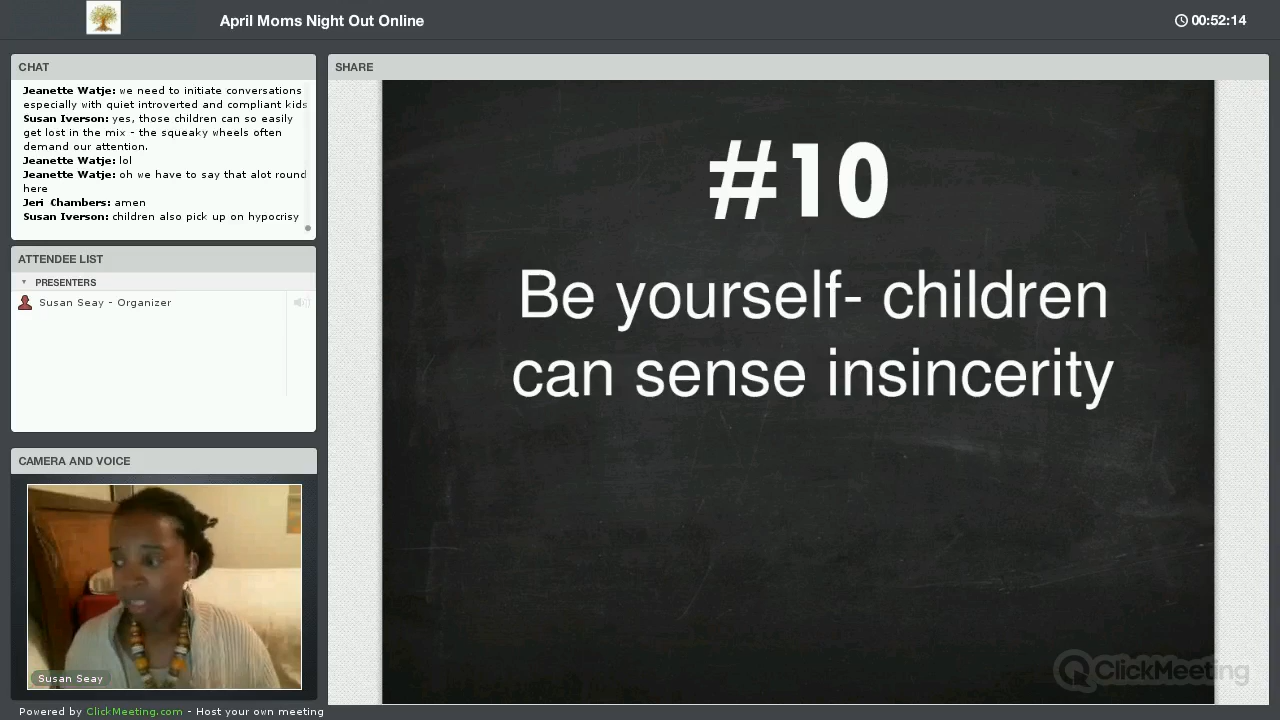 April Moms Night Out Online
00:52:14
CHAT
Jeanette Watje: we need to initiate conversations
especially with quiet introverted and compliant kids
Susan Syverson: yes, those children can so easily
get lost in the mix - the squeaky wheels often
demand our attention.
Jeanette Watje: lol
Jeanette Watje: oh we have to say that alot round
here
Jeri Chambers: amen
Susan Syverson: children also pick up on hypocrisy
ATTENDEE LIST
PRESENTERS
Susan Seay - Organizer
CAMERA AND VOICE
Susan Seay
Powered by ClickMeeting.com - Host your own meeting
SHARE
#10
Be yourself- children
can sense insincerity
ClickMeeting